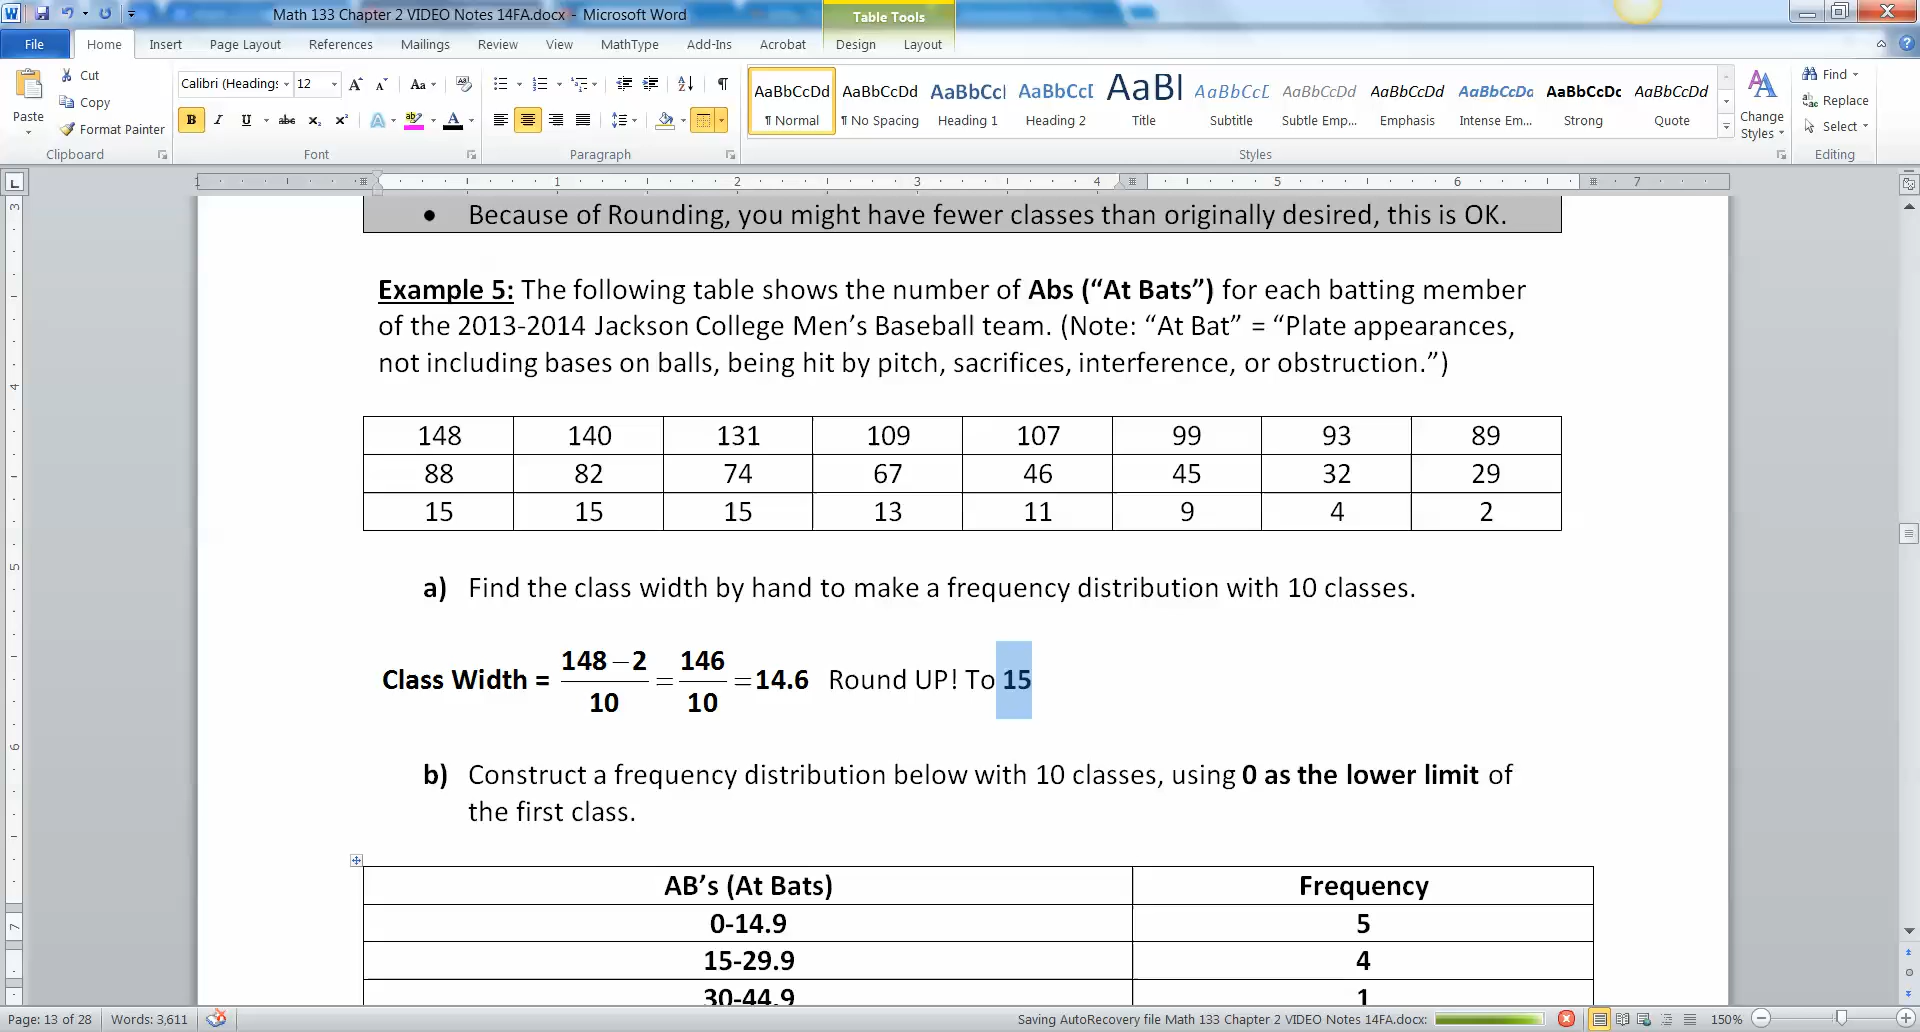 Math 133 Chapter 2 VIDEO Notes 14FA.docx - Microsoft Word
Table Tools
File Home Insert Page Layout References Mailings Review View MathType Add-Ins Acrobat Design Layout
Paste
Cut
Copy
Format Painter
Clipboard
Calibri (Headings
12
Font
Paragraph
AaBbCcDd AaBbCcDd AaBbCcI AaBbCcI AaBI AaBbCcL AaBbCcDd AaBbCcDd AaBbCcDd AaBbCcDc AaBbCcDd
¶ Normal ¶ No Spacing Heading 1 Heading 2 Title Subtitle Subtle Emp... Emphasis Intense Em... Strong Quote
Styles
Change
Styles
Find
Replace
Select
Editing
1 1 2 3 4 5 6 7
• Because of Rounding, you might have fewer classes than originally desired, this is OK.
Example 5: The following table shows the number of Abs (“At Bats”) for each batting member
of the 2013-2014 Jackson College Men’s Baseball team. (Note: “At Bat” = “Plate appearances,
not including bases on balls, being hit by pitch, sacrifices, interference, or obstruction.”)
148 140 131 109 107 99 93 89
88 82 74 67 46 45 32 29
15 15 15 13 11 9 4 2
a) Find the class width by hand to make a frequency distribution with 10 classes.
Class Width = 148 – 2 / 10 = 146 / 10 = 14.6 Round UP! To 15
b) Construct a frequency distribution below with 10 classes, using 0 as the lower limit of
the first class.
AB’s (At Bats) Frequency
0-14.9 5
15-29.9 4
30-44.9 1
Page: 13 of 28 Words: 3,611 Saving AutoRecovery file Math 133 Chapter 2 VIDEO Notes 14FA.docx: 150%